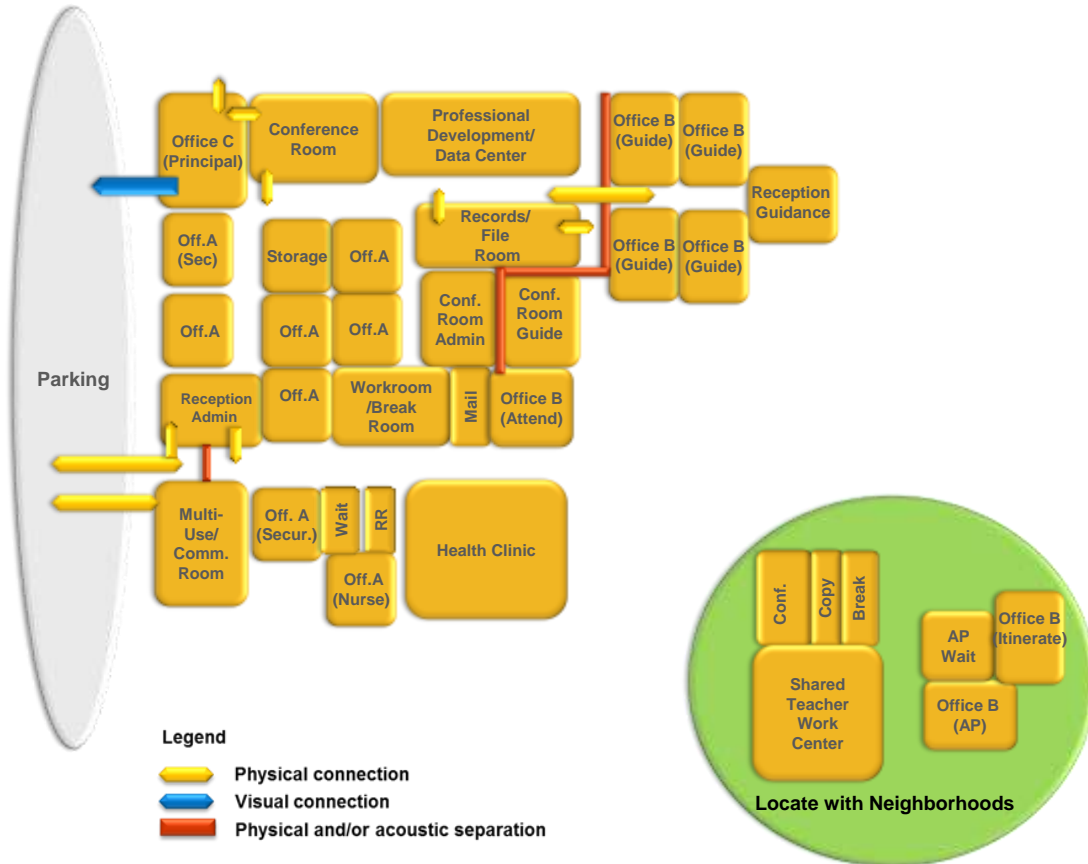 Office C
(Principal)
Conference
Room
Professional
Development/
Data Center
Office B
(Guide)
Office B
(Guide)
Reception
Guidance
Off.A
(Sec)
Storage
Off.A
Records/
File
Room
Office B
(Guide)
Office B
(Guide)
Off.A
Off.A
Off.A
Conf.
Room
Admin
Conf.
Room
Guide
Parking
Reception
Admin
Off.A
Workroom
/Break
Room
Mail
Office B
(Attend)
Multi-
Use/
Comm.
Room
Off. A
(Secur.)
Wait
RR
Off.A
(Nurse)
Health Clinic
Conf.
Copy
Break
AP
Wait
Office B
(Itinerate)
Shared
Teacher
Work
Center
Office B
(AP)
Locate with Neighborhoods
Legend
Physical connection
Visual connection
Physical and/or acoustic separation